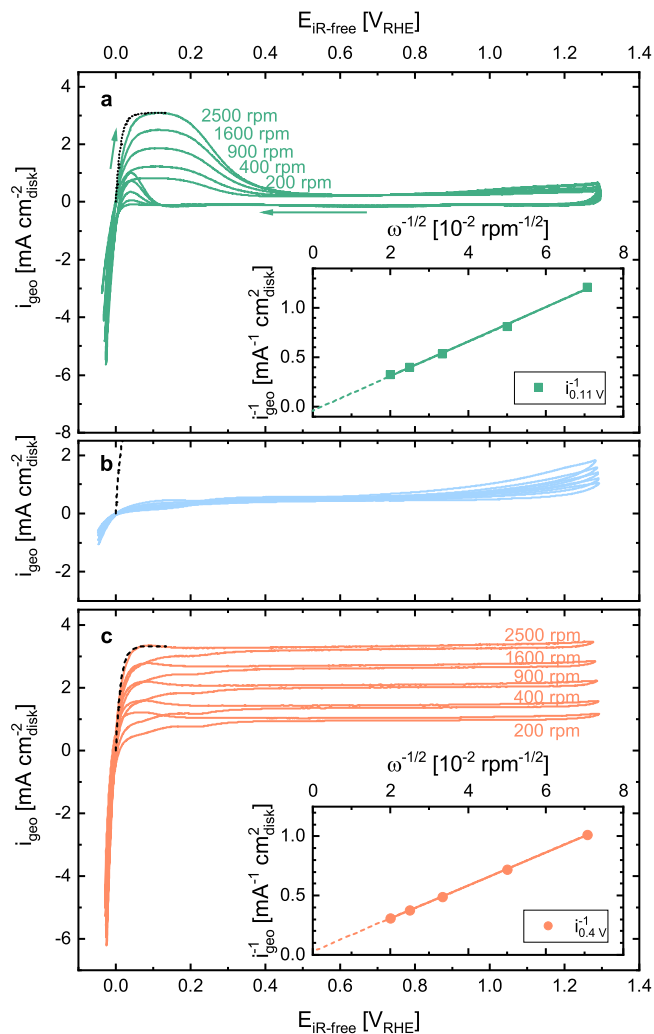 E_iR-free [V_RHE]
0.0 0.2 0.4 0.6 0.8 1.0 1.2 1.4
a
i_geo [mA cm^-2_disk]
4
2
0
-2
-4
-6
-8
2500 rpm
1600 rpm
900 rpm
400 rpm
200 rpm
ω^-1/2 [10^-2 rpm^-1/2]
0 2 4 6 8
i^-1_geo [mA^-1 cm^2_disk]
1.0
0.5
0.0
i^-1_0.11 V
b
i_geo [mA cm^-2_disk]
2
0
-2
c
i_geo [mA cm^-2_disk]
4
2
0
-2
-4
-6
2500 rpm
1600 rpm
900 rpm
400 rpm
200 rpm
ω^-1/2 [10^-2 rpm^-1/2]
0 2 4 6 8
i^-1_geo [mA^-1 cm^2_disk]
1.0
0.5
0.0
i^-1_0.4 V
0.0 0.2 0.4 0.6 0.8 1.0 1.2 1.4
E_iR-free [V_RHE]